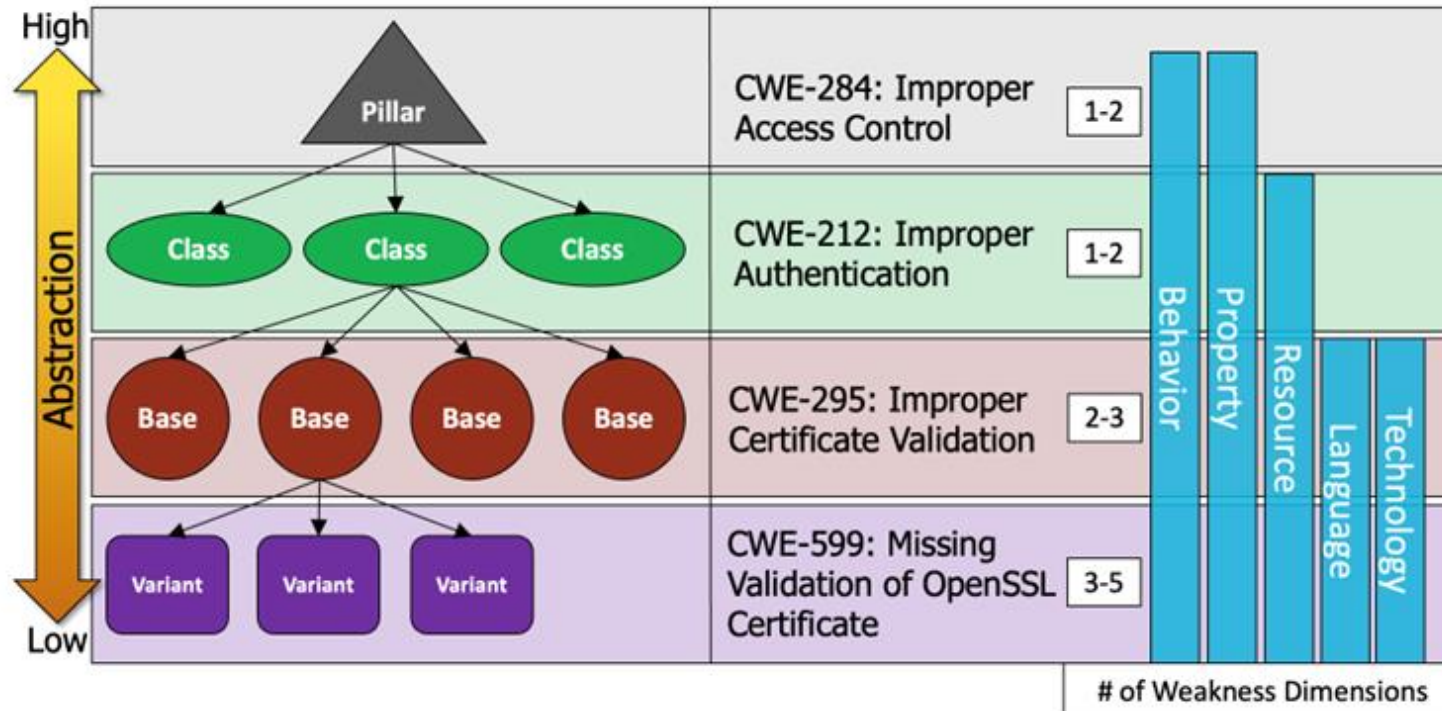 High
Abstraction
Low
Pillar
CWE-284: Improper
Access Control
1-2
Class
Class
Class
CWE-212: Improper
Authentication
1-2
Base
Base
Base
Base
CWE-295: Improper
Certificate Validation
2-3
Variant
Variant
Variant
CWE-599: Missing
Validation of OpenSSL
Certificate
3-5
Behavior
Property
Resource
Language
Technology
# of Weakness Dimensions